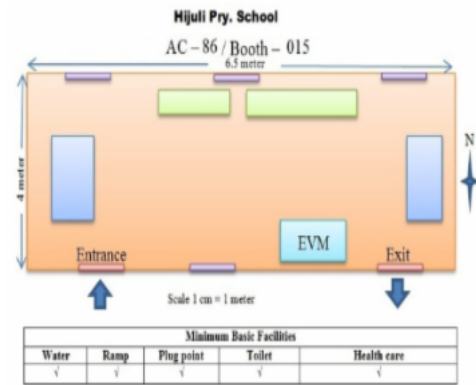 Hijuli Pry. School
AC – 86 / Booth – 015
6.5 meter
4 meter
N
EVM
Entrance
Exit
Scale 1 cm = 1 meter
Minimum Basic Facilities
Water Ramp Plug point Toilet Health care
√ √ √ √ √